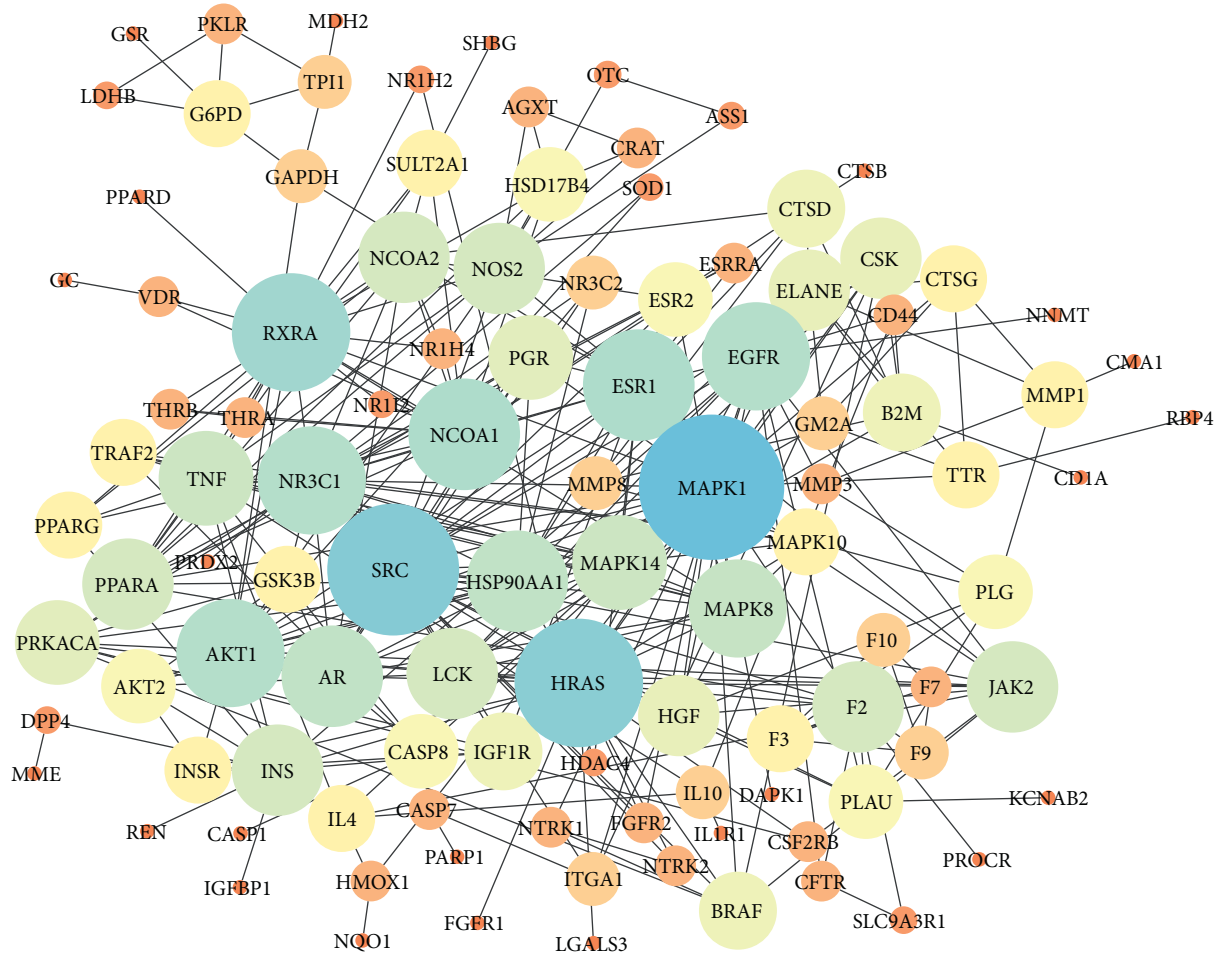 PKLR
MDH2
GSR
SHBG
TPI1
NR1H2
OTC
LDHB
G6PD
AGXT
ASS1
CRAT
SULT2A1
GAPDH
HSD17B4
SOD1
CTSB
PPARD
CTSD
NCOA2
NOS2
CSK
ESRRA
GC
VDR
NR3C2
ESR2
ELANE
CTSG
CD44
NNMT
RXRA
NR1H4
PGR
EGFR
CMA1
ESR1
MMP1
THRB
THRA
NR1I2
NCOA1
GM2A
B2M
RBP4
TRAF2
TNF
NR3C1
MMP8
MAPK1
MMP3
TTR
CD1A
PPARG
MAPK10
PRDX2
SRC
MAPK14
PPARA
GSK3B
HSP90AA1
PLG
MAPK8
PRKACA
F10
AKT1
AR
LCK
HRAS
AKT2
F7
JAK2
F2
DPP4
HGF
F3
CASP8
IGF1R
F9
INSR
INS
HDAC4
MME
IL10
DAPK1
PLAU
KCNAB2
IL4
CASP7
REN
CASP1
NTRK1
FGFR2
IL1R1
CSF2RB
PARP1
PROCR
IGFBP1
HMOX1
ITGA1
NTRK2
CFTR
BRAF
FGFR1
SLC9A3R1
NQO1
LGALS3